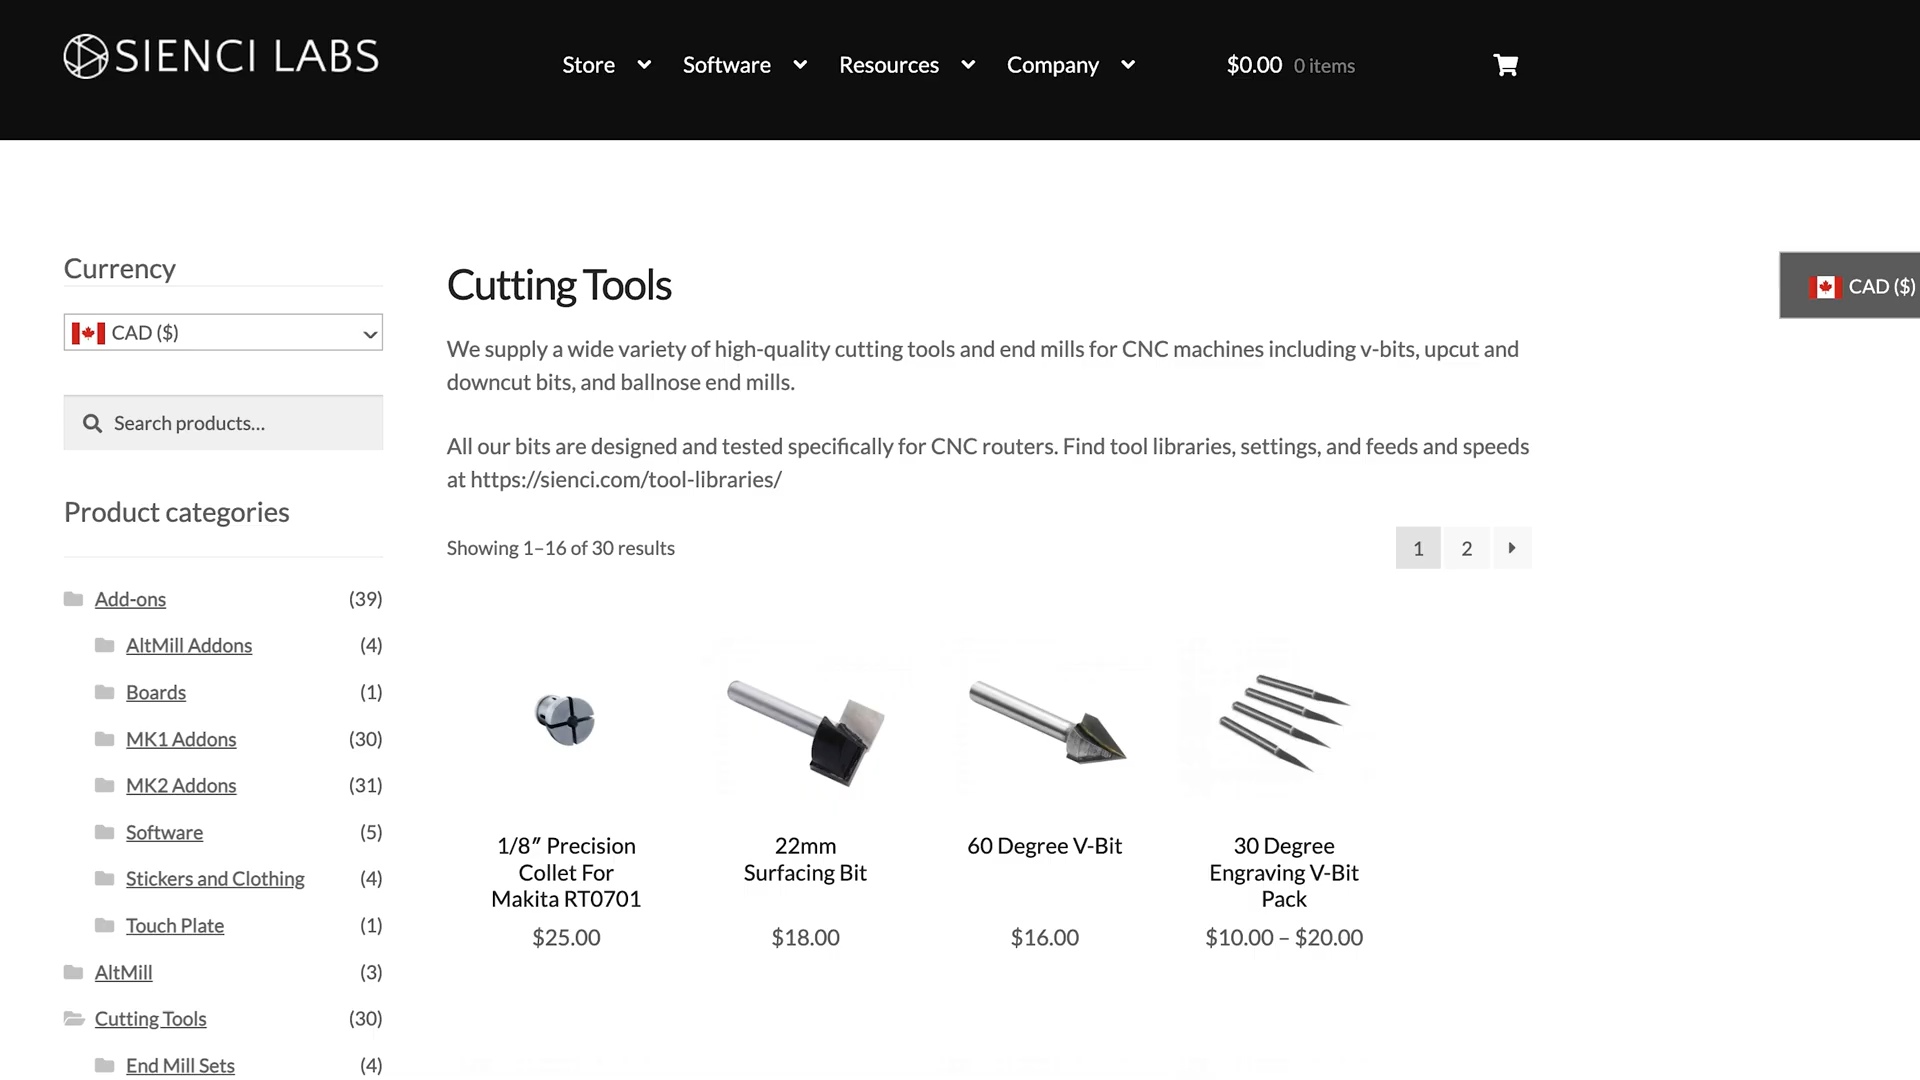 SIENCI LABS
Store
Software
Resources
Company
$0.00 0 items
Currency
CAD ($)
Search products...
Product categories
Add-ons (39)
AltMill Addons (4)
Boards (1)
MK1 Addons (30)
MK2 Addons (31)
Software (5)
Stickers and Clothing (4)
Touch Plate (1)
AltMill (3)
Cutting Tools (30)
End Mill Sets (4)
Cutting Tools
We supply a wide variety of high-quality cutting tools and end mills for CNC machines including v-bits, upcut and
downcut bits, and ballnose end mills.
All our bits are designed and tested specifically for CNC routers. Find tool libraries, settings, and feeds and speeds
at https://sienci.com/tool-libraries/
Showing 1–16 of 30 results
1 2
1/8″ Precision
Collet For
Makita RT0701
$25.00
22mm
Surfacing Bit
$18.00
60 Degree V-Bit
$16.00
30 Degree
Engraving V-Bit
Pack
$10.00 – $20.00
CAD ($)